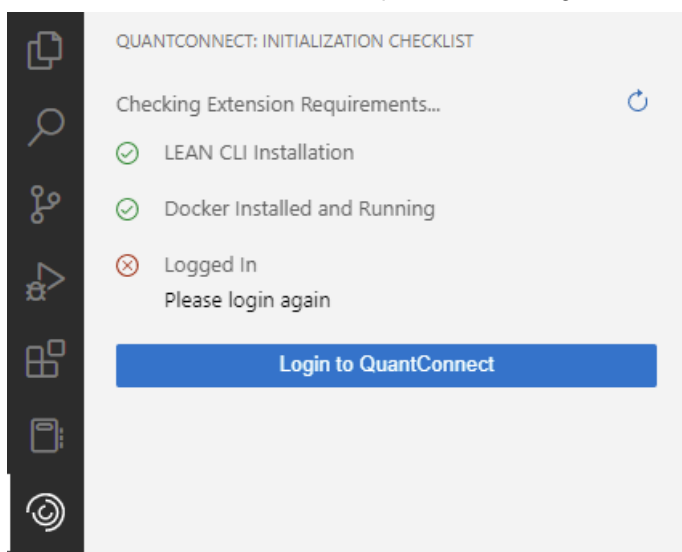 QUANTCONNECT: INITIALIZATION CHECKLIST
Checking Extension Requirements...
LEAN CLI Installation
Docker Installed and Running
Logged In
Please login again
Login to QuantConnect